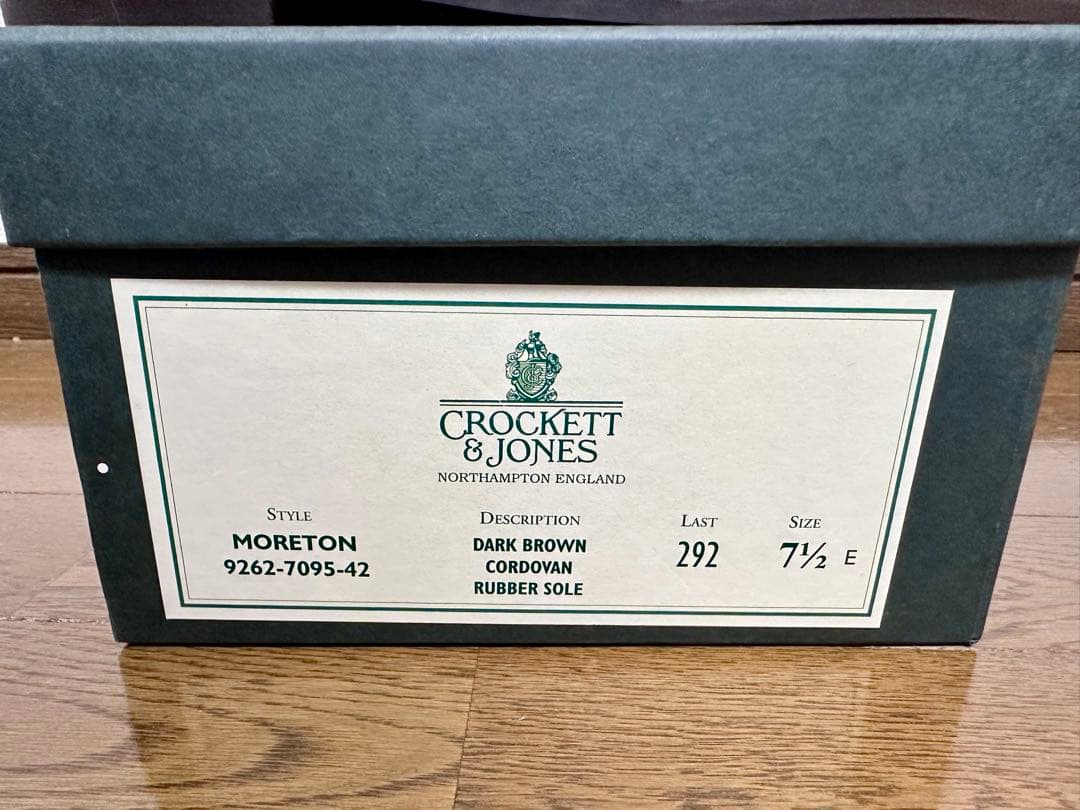 CROCKETT
& JONES
NORTHAMPTON ENGLAND
STYLE
MORETON
9262-7095-42
DESCRIPTION
DARK BROWN
CORDOVAN
RUBBER SOLE
LAST
292
SIZE
7½ E